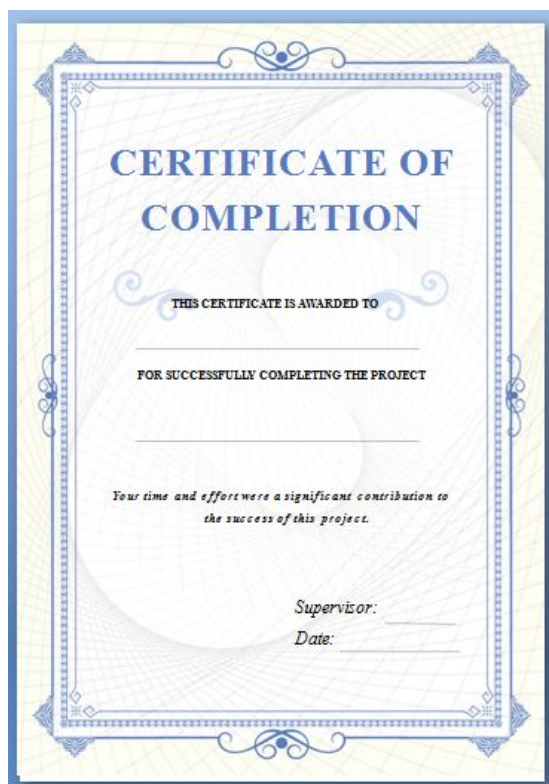 CERTIFICATE OF
COMPLETION
THIS CERTIFICATE IS AWARDED TO
FOR SUCCESSFULLY COMPLETING THE PROJECT
Your time and effort were a significant contribution to
the success of this project.
Supervisor:
Date: